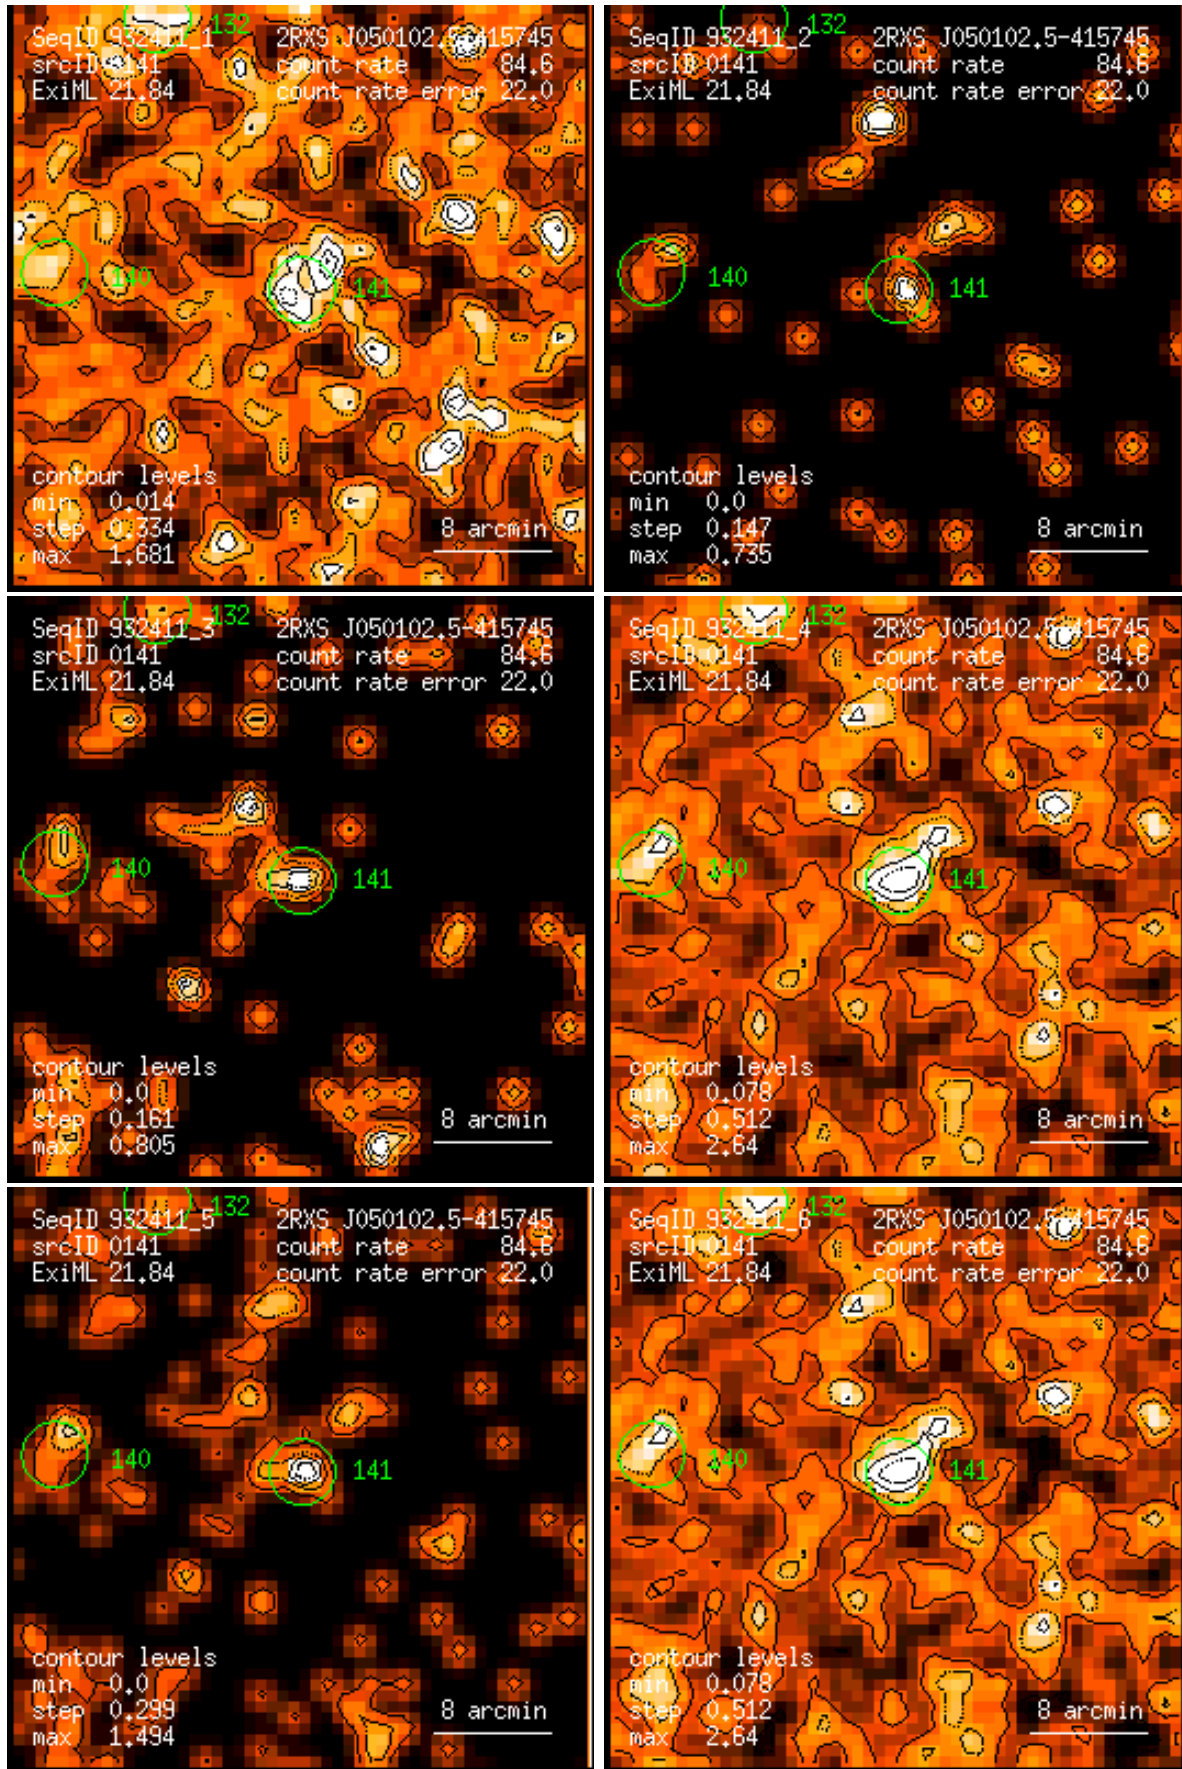 132
SeqID 932411_1 2RXS J050102.5-415745
srcID 0141 count rate 84.6
ExiML 21.84 count rate error 22.0
140
141
contour levels
min 0.014
step 0.334 8 arcmin
max 1.681
132
SeqID 932411_2 2RXS J050102.5-415745
srcID 0141 count rate 84.6
ExiML 21.84 count rate error 22.0
140
141
contour levels
min 0.0
step 0.147 8 arcmin
max 0.735
132
SeqID 932411_3 2RXS J050102.5-415745
srcID 0141 count rate 84.6
ExiML 21.84 count rate error 22.0
140
141
contour levels
min 0.0
step 0.161 8 arcmin
max 0.805
132
SeqID 932411_4 2RXS J050102.5-415745
srcID 0141 count rate 84.6
ExiML 21.84 count rate error 22.0
140
141
contour levels
min 0.078
step 0.512 8 arcmin
max 2.64
132
SeqID 932411_5 2RXS J050102.5-415745
srcID 0141 count rate 84.6
ExiML 21.84 count rate error 22.0
140
141
contour levels
min 0.0
step 0.299 8 arcmin
max 1.494
132
SeqID 932411_6 2RXS J050102.5-415745
srcID 0141 count rate 84.6
ExiML 21.84 count rate error 22.0
140
141
contour levels
min 0.078
step 0.512 8 arcmin
max 2.64